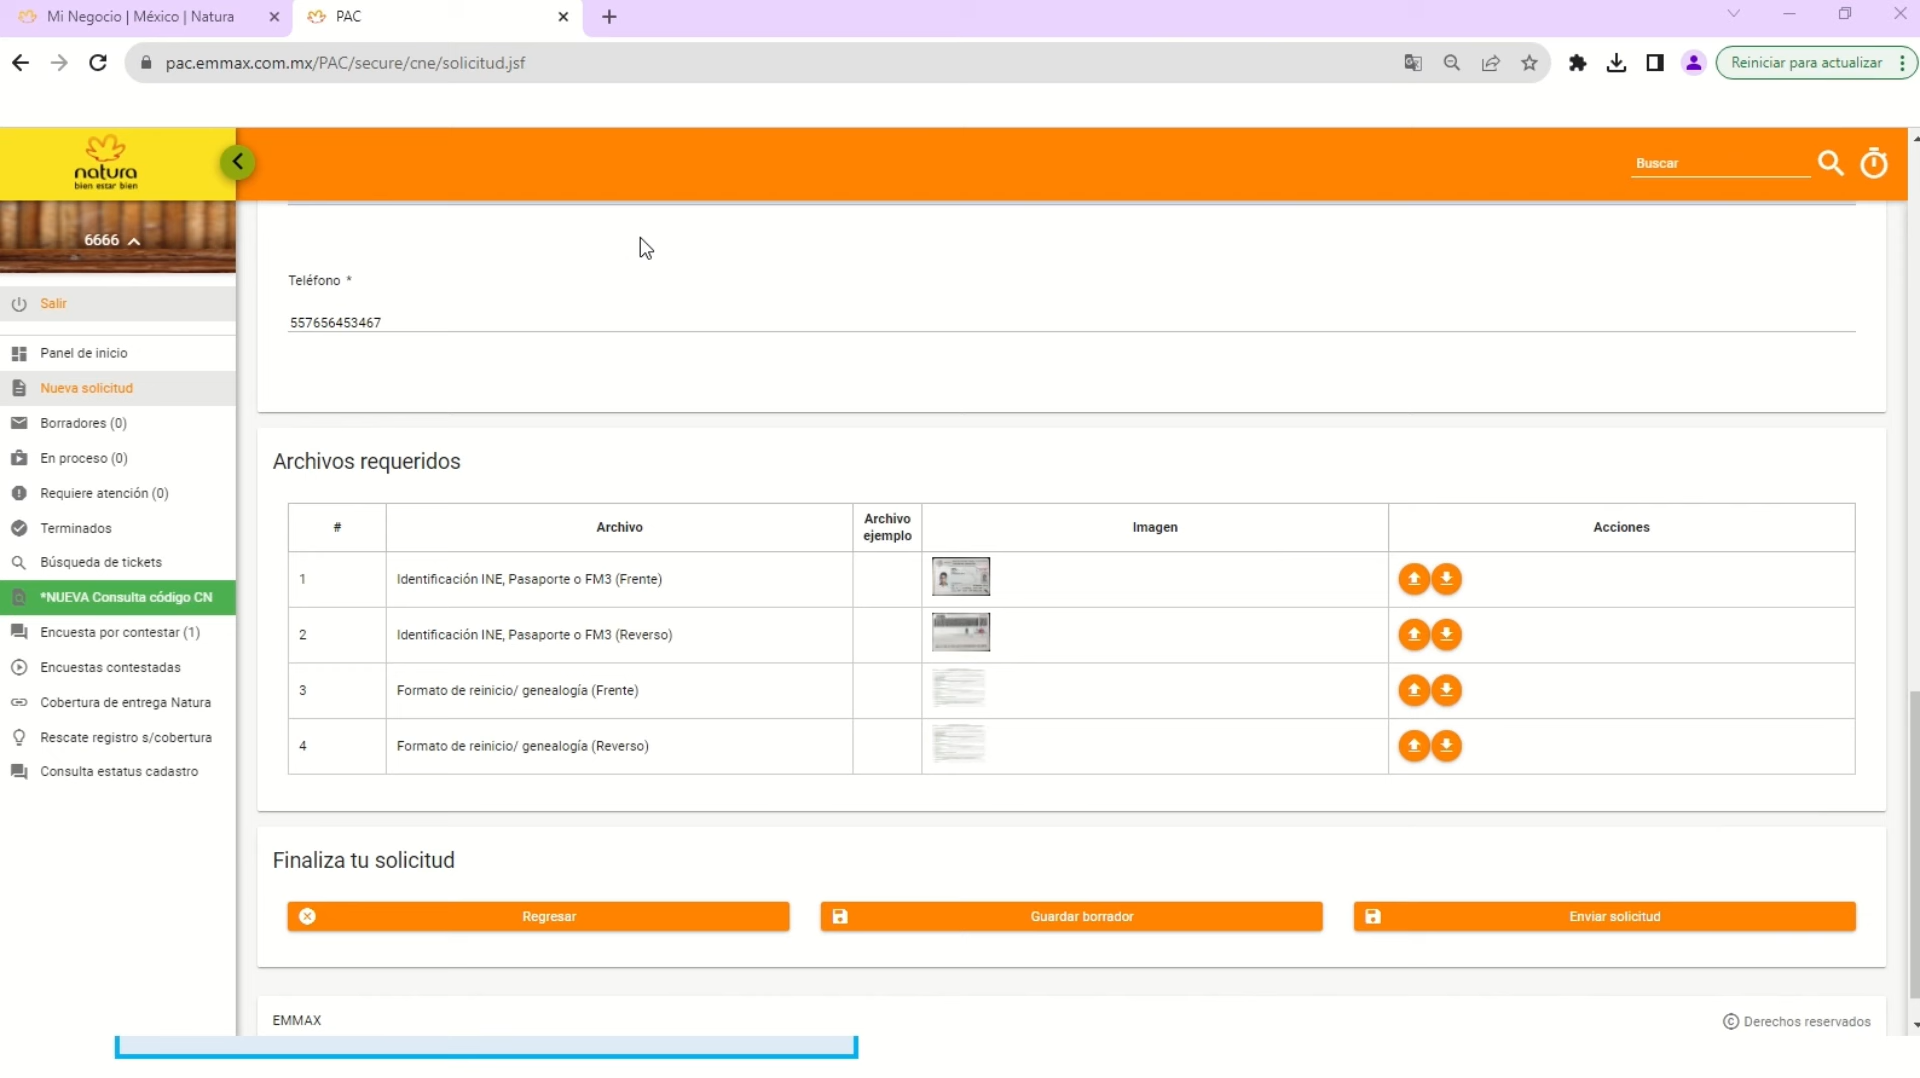 Mi Negocio | México | Natura
PAC
pac.emmax.com.mx/PAC/secure/cne/solicitud.jsf
Reiniciar para actualizar
natura
bien estar bien
Buscar
6666
Salir
Panel de inicio
Nueva solicitud
Borradores (0)
En proceso (0)
Requiere atención (0)
Terminados
Búsqueda de tickets
*NUEVA Consulta código CN
Encuesta por contestar (1)
Encuestas contestadas
Cobertura de entrega Natura
Rescate registro s/cobertura
Consulta estatus cadastro
Teléfono *
557656453467
Archivos requeridos
# Archivo Archivo ejemplo Imagen Acciones
1 Identificación INE, Pasaporte o FM3 (Frente)
2 Identificación INE, Pasaporte o FM3 (Reverso)
3 Formato de reinicio/ genealogía (Frente)
4 Formato de reinicio/ genealogía (Reverso)
Finaliza tu solicitud
Regresar
Guardar borrador
Enviar solicitud
EMMAX
© Derechos reservados